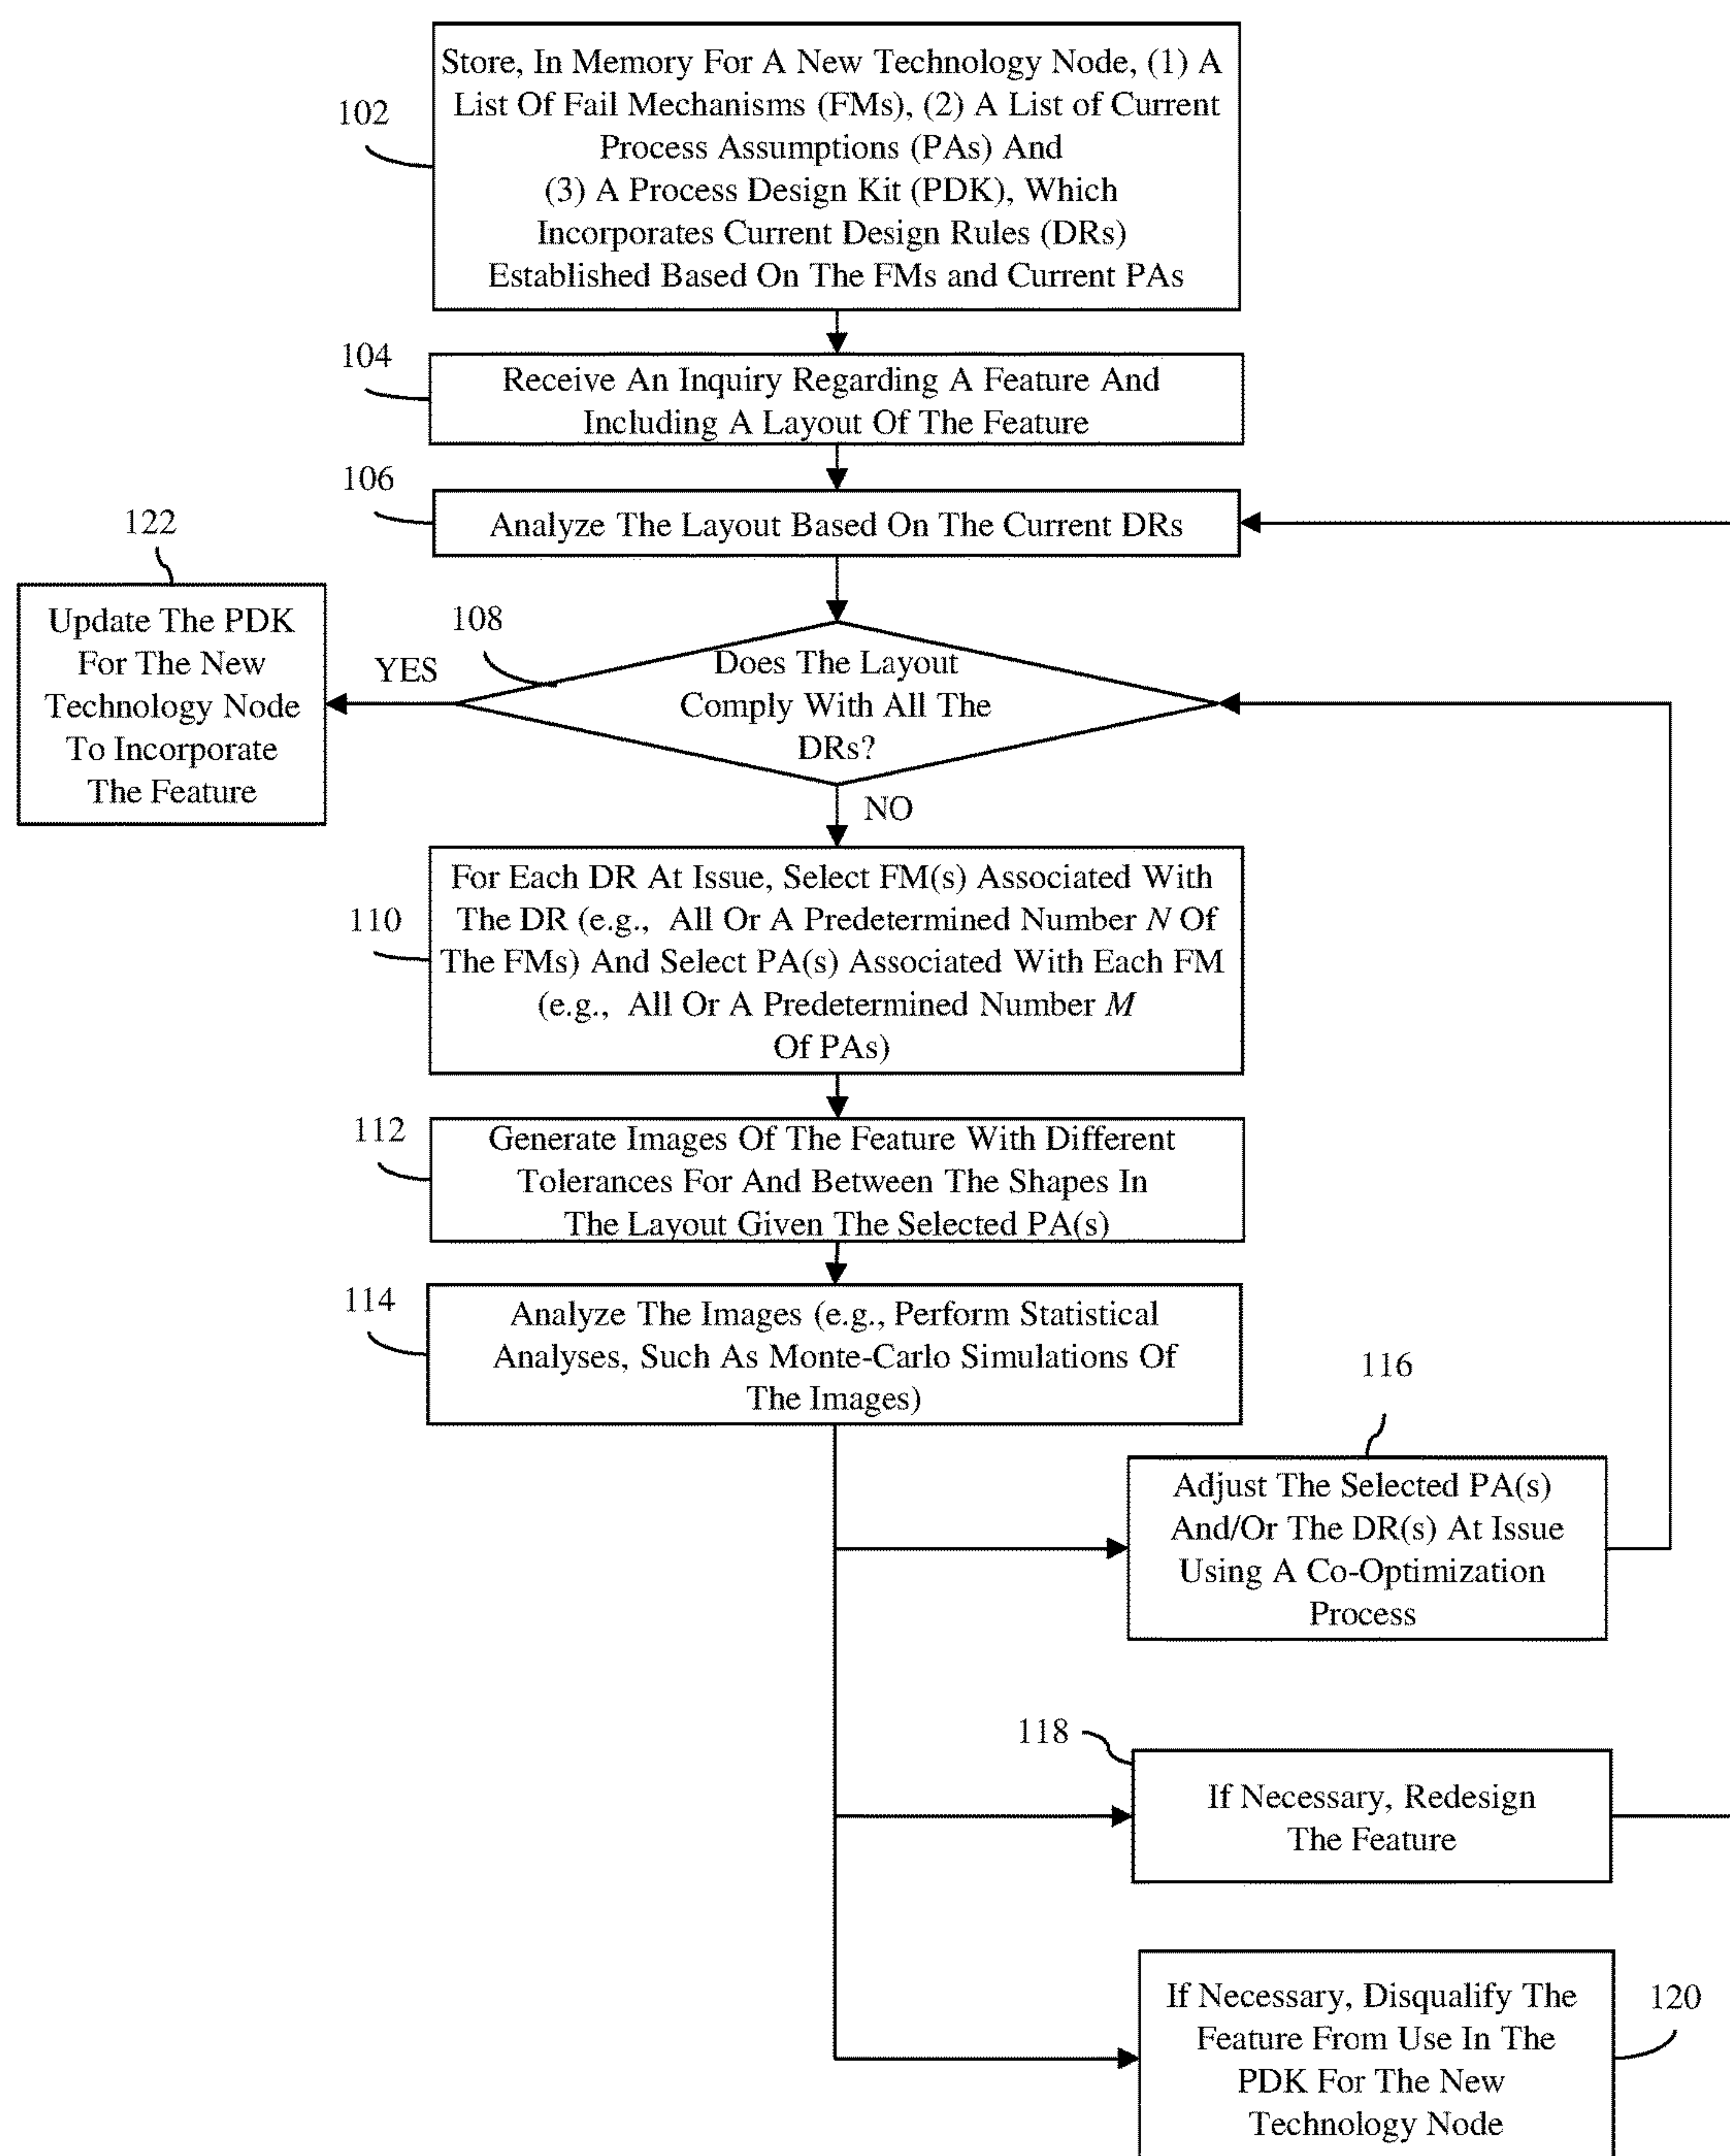 102
Store, In Memory For A New Technology Node, (1) A
List Of Fail Mechanisms (FMs), (2) A List of Current
Process Assumptions (PAs) And
(3) A Process Design Kit (PDK), Which
Incorporates Current Design Rules (DRs)
Established Based On The FMs and Current PAs
104
Receive An Inquiry Regarding A Feature And
Including A Layout Of The Feature
106
Analyze The Layout Based On The Current DRs
122
Update The PDK
For The New
Technology Node
To Incorporate
The Feature
YES
108
Does The Layout
Comply With All The
DRs?
NO
110
For Each DR At Issue, Select FM(s) Associated With
The DR (e.g., All Or A Predetermined Number N Of
The FMs) And Select PA(s) Associated With Each FM
(e.g., All Or A Predetermined Number M
Of PAs)
112
Generate Images Of The Feature With Different
Tolerances For And Between The Shapes In
The Layout Given The Selected PA(s)
114
Analyze The Images (e.g., Perform Statistical
Analyses, Such As Monte-Carlo Simulations Of
The Images)
116
Adjust The Selected PA(s)
And/Or The DR(s) At Issue
Using A Co-Optimization
Process
118
If Necessary, Redesign
The Feature
120
If Necessary, Disqualify The
Feature From Use In The
PDK For The New
Technology Node